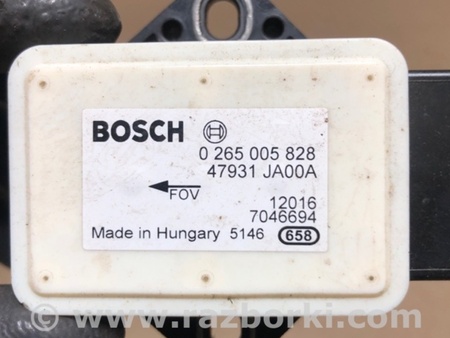 BOSCH
0 265 005 828
47931 JA00A
FOV
12016
7046694
Made in Hungary 5146 658
www.razborki.com